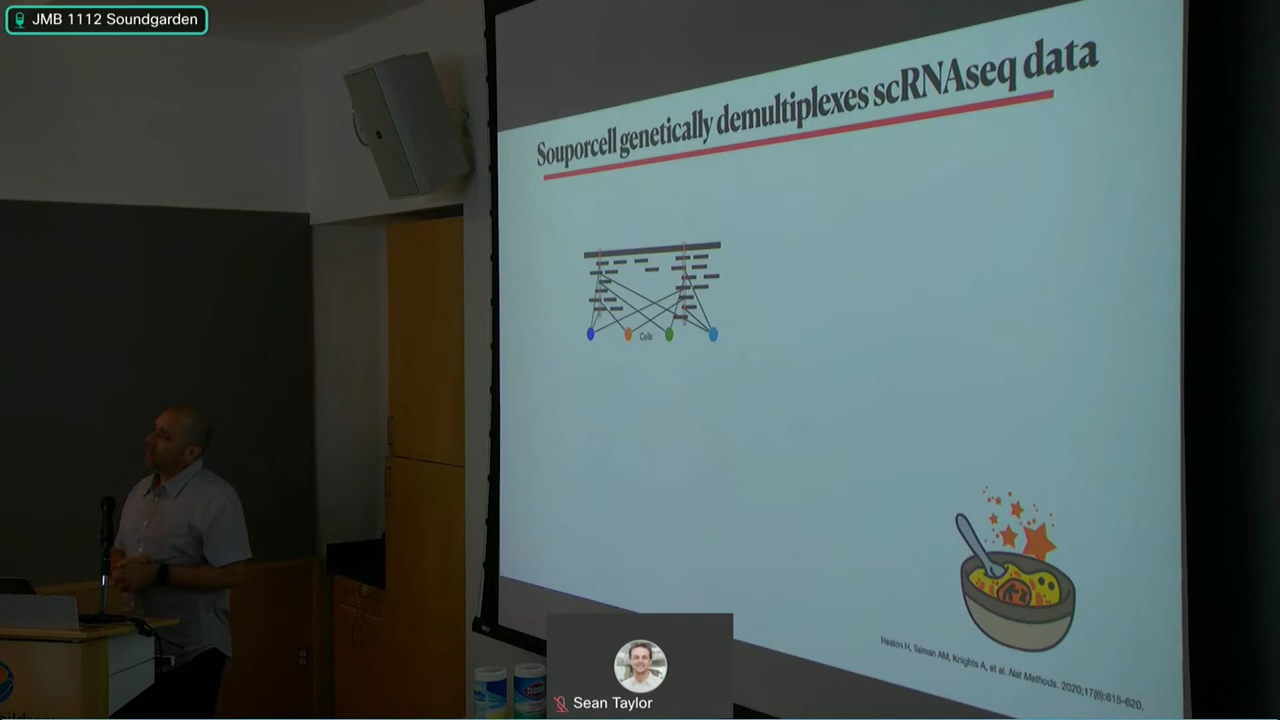 JMB 1112 Soundgarden
Souporcell genetically demultiplexes scRNAseq data
Cells
Heaton H, Talman AM, Knights A, et al. Nat Methods. 2020;17(6):615-620.
Sean Taylor